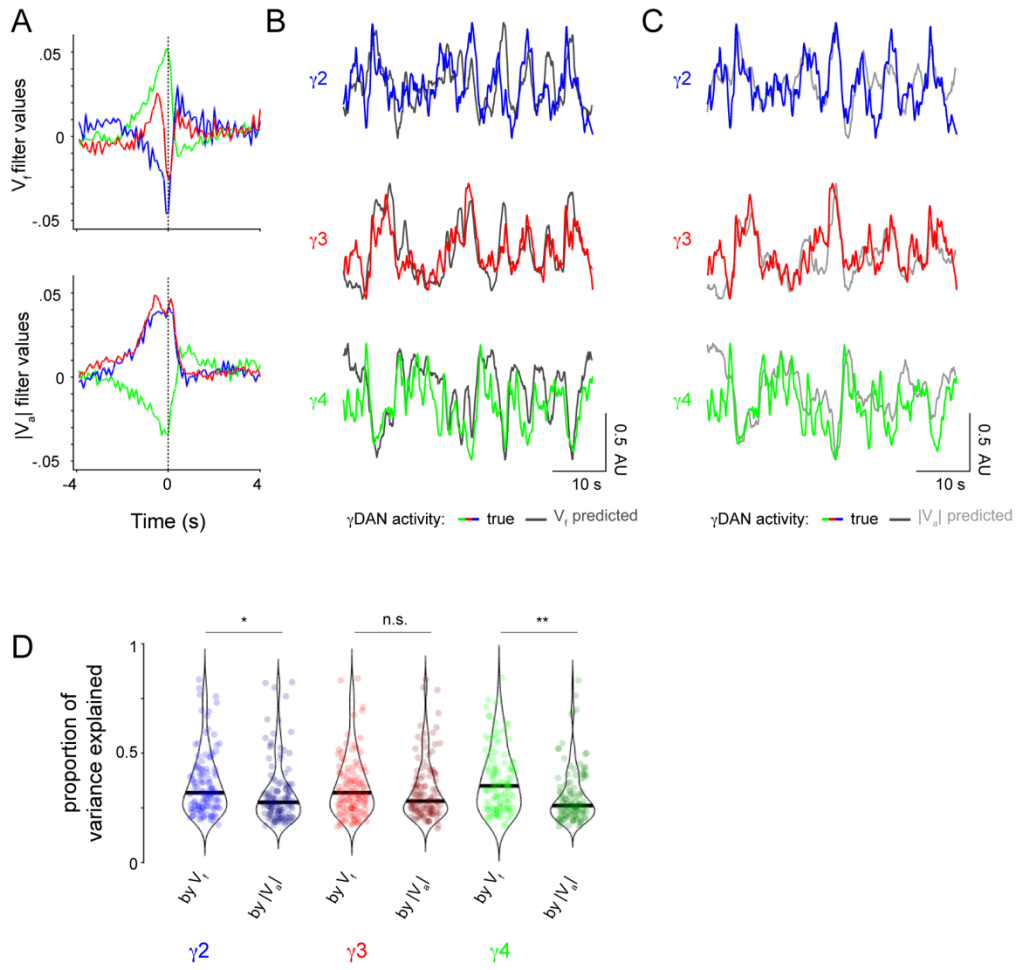 A
B
C
.05
0
-.05
Vf filter values
.05
0
-.05
|Va| filter values
-4
0
4
Time (s)
γ2
γ3
γ4
0.5 AU
10 s
γDAN activity: true Vf predicted
γ2
γ3
γ4
0.5 AU
10 s
γDAN activity: true |Va| predicted
D
* n.s. **
1
0.5
0
proportion of
variance explained
by Vf by |Va| by Vf by |Va| by Vf by |Va|
γ2 γ3 γ4